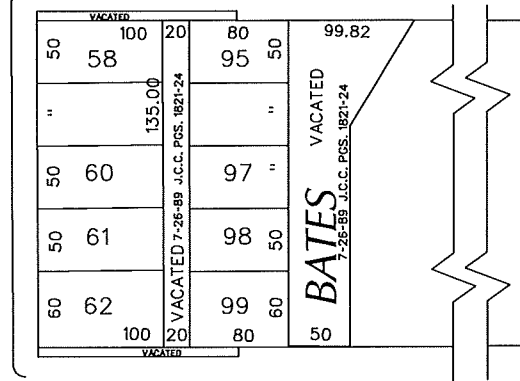 VACATED
100 20 80 99.82
50 58 95 50
" 135.00 "
50 60 97 "
50 61 98 50
60 62 99 60
100 20 80 50
VACATED 7-26-89 J.C.C. PGS. 1821-24
BATES VACATED
7-26-89 J.C.C. PGS. 1821-24
VACATED